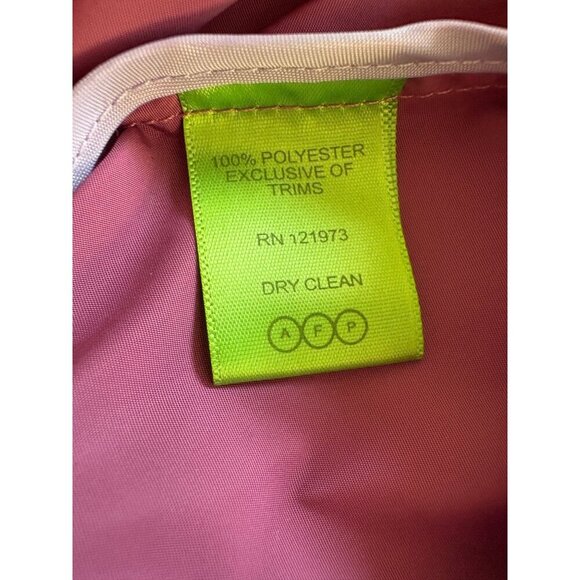 100% POLYESTER
EXCLUSIVE OF
TRIMS
RN 121973
DRY CLEAN
A F P